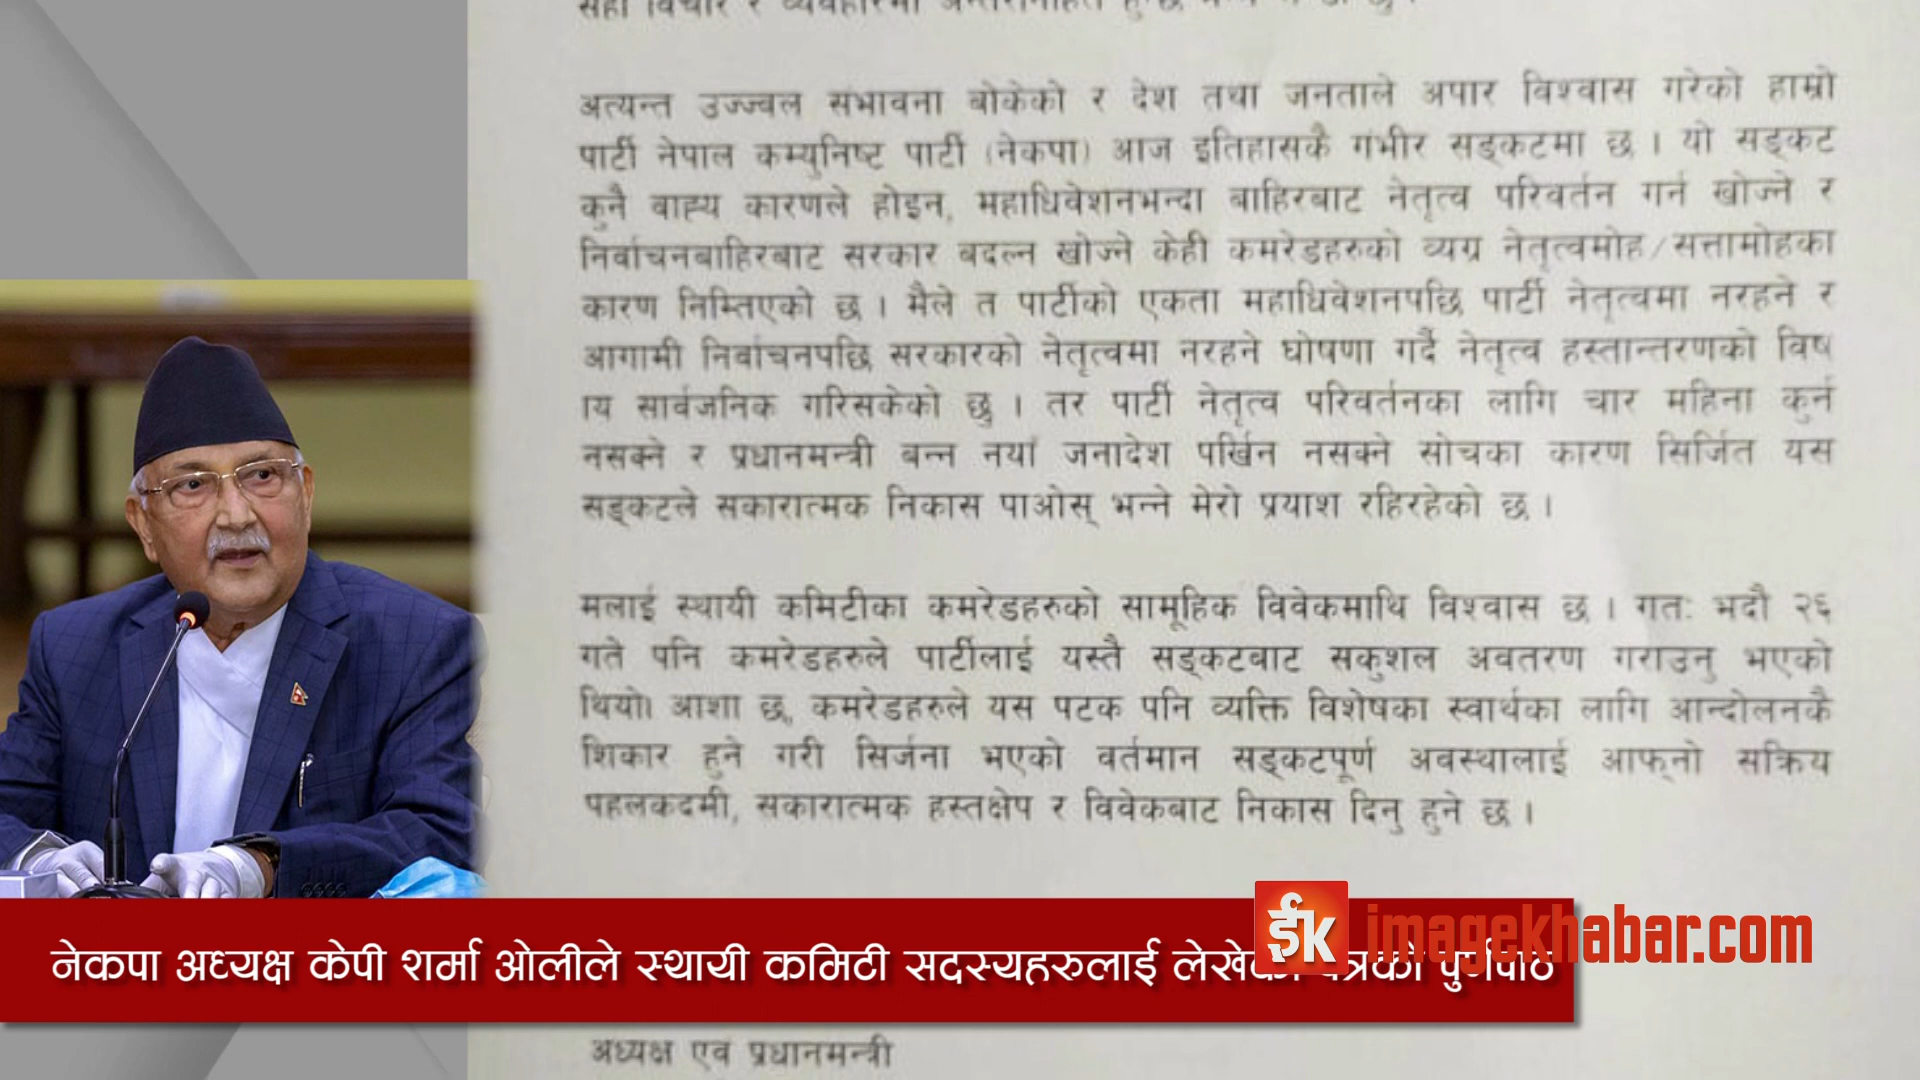 अत्यन्त उज्ज्वल संभावना बोकेको र देश तथा जनताले अपार विश्वास गरेको हाम्रो
पार्टी नेपाल कम्युनिष्ट पार्टी (नेकपा) आज इतिहासकै गंभीर सङ्कटमा छ । यो सङ्कट
कुनै वाह्य कारणले होइन, महाधिवेशनभन्दा बाहिरबाट नेतृत्व परिवर्तन गर्न खोज्ने र
निर्वाचनबाहिरबाट सरकार बदल्न खोज्ने केही कमरेडहरुको व्यग्र नेतृत्वमोह/सत्तामोहका
कारण निम्तिएको छ । मैले त पार्टीको एकता महाधिवेशनपछि पार्टी नेतृत्वमा नरहने र
आगामी निर्वाचनपछि सरकारको नेतृत्वमा नरहने घोषणा गर्दै नेतृत्व हस्तान्तरणको विष
ाय सार्वजनिक गरिसकेको छु । तर पार्टी नेतृत्व परिवर्तनका लागि चार महिना कुर्न
नसक्ने र प्रधानमन्त्री बन्न नयाँ जनादेश पर्खिन नसक्ने सोचका कारण सिर्जित यस
सङ्कटले सकारात्मक निकास पाओस् भन्ने मेरो प्रयाश रहिरहेको छ ।
मलाई स्थायी कमिटीका कमरेडहरुको सामूहिक विवेकमाथि विश्वास छ । गतः भदौ २६
गते पनि कमरेडहरुले पार्टीलाई यस्तै सङ्कटबाट सकुशल अवतरण गराउनु भएको
थियो। आशा छ, कमरेडहरुले यस पटक पनि व्यक्ति विशेषका स्वार्थका लागि आन्दोलनकै
शिकार हुने गरी सिर्जना भएको वर्तमान सङ्कटपूर्ण अवस्थालाई आफ्नो सक्रिय
पहलकदमी, सकारात्मक हस्तक्षेप र विवेकबाट निकास दिनु हुने छ ।
नेकपा अध्यक्ष केपी शर्मा ओलीले स्थायी कमिटी सदस्यहरुलाई पुर्णपाठ
imagekhabar.com
अध्यक्ष एवं प्रधानमन्त्री